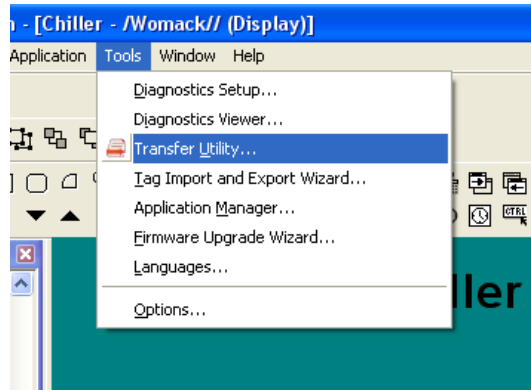 - [Chiller - /Womack// (Display)]
Application Tools Window Help
Diagnostics Setup...
Diagnostics Viewer...
Transfer Utility...
Tag Import and Export Wizard...
Application Manager...
Firmware Upgrade Wizard...
Languages...
Options...
ller
CTRL